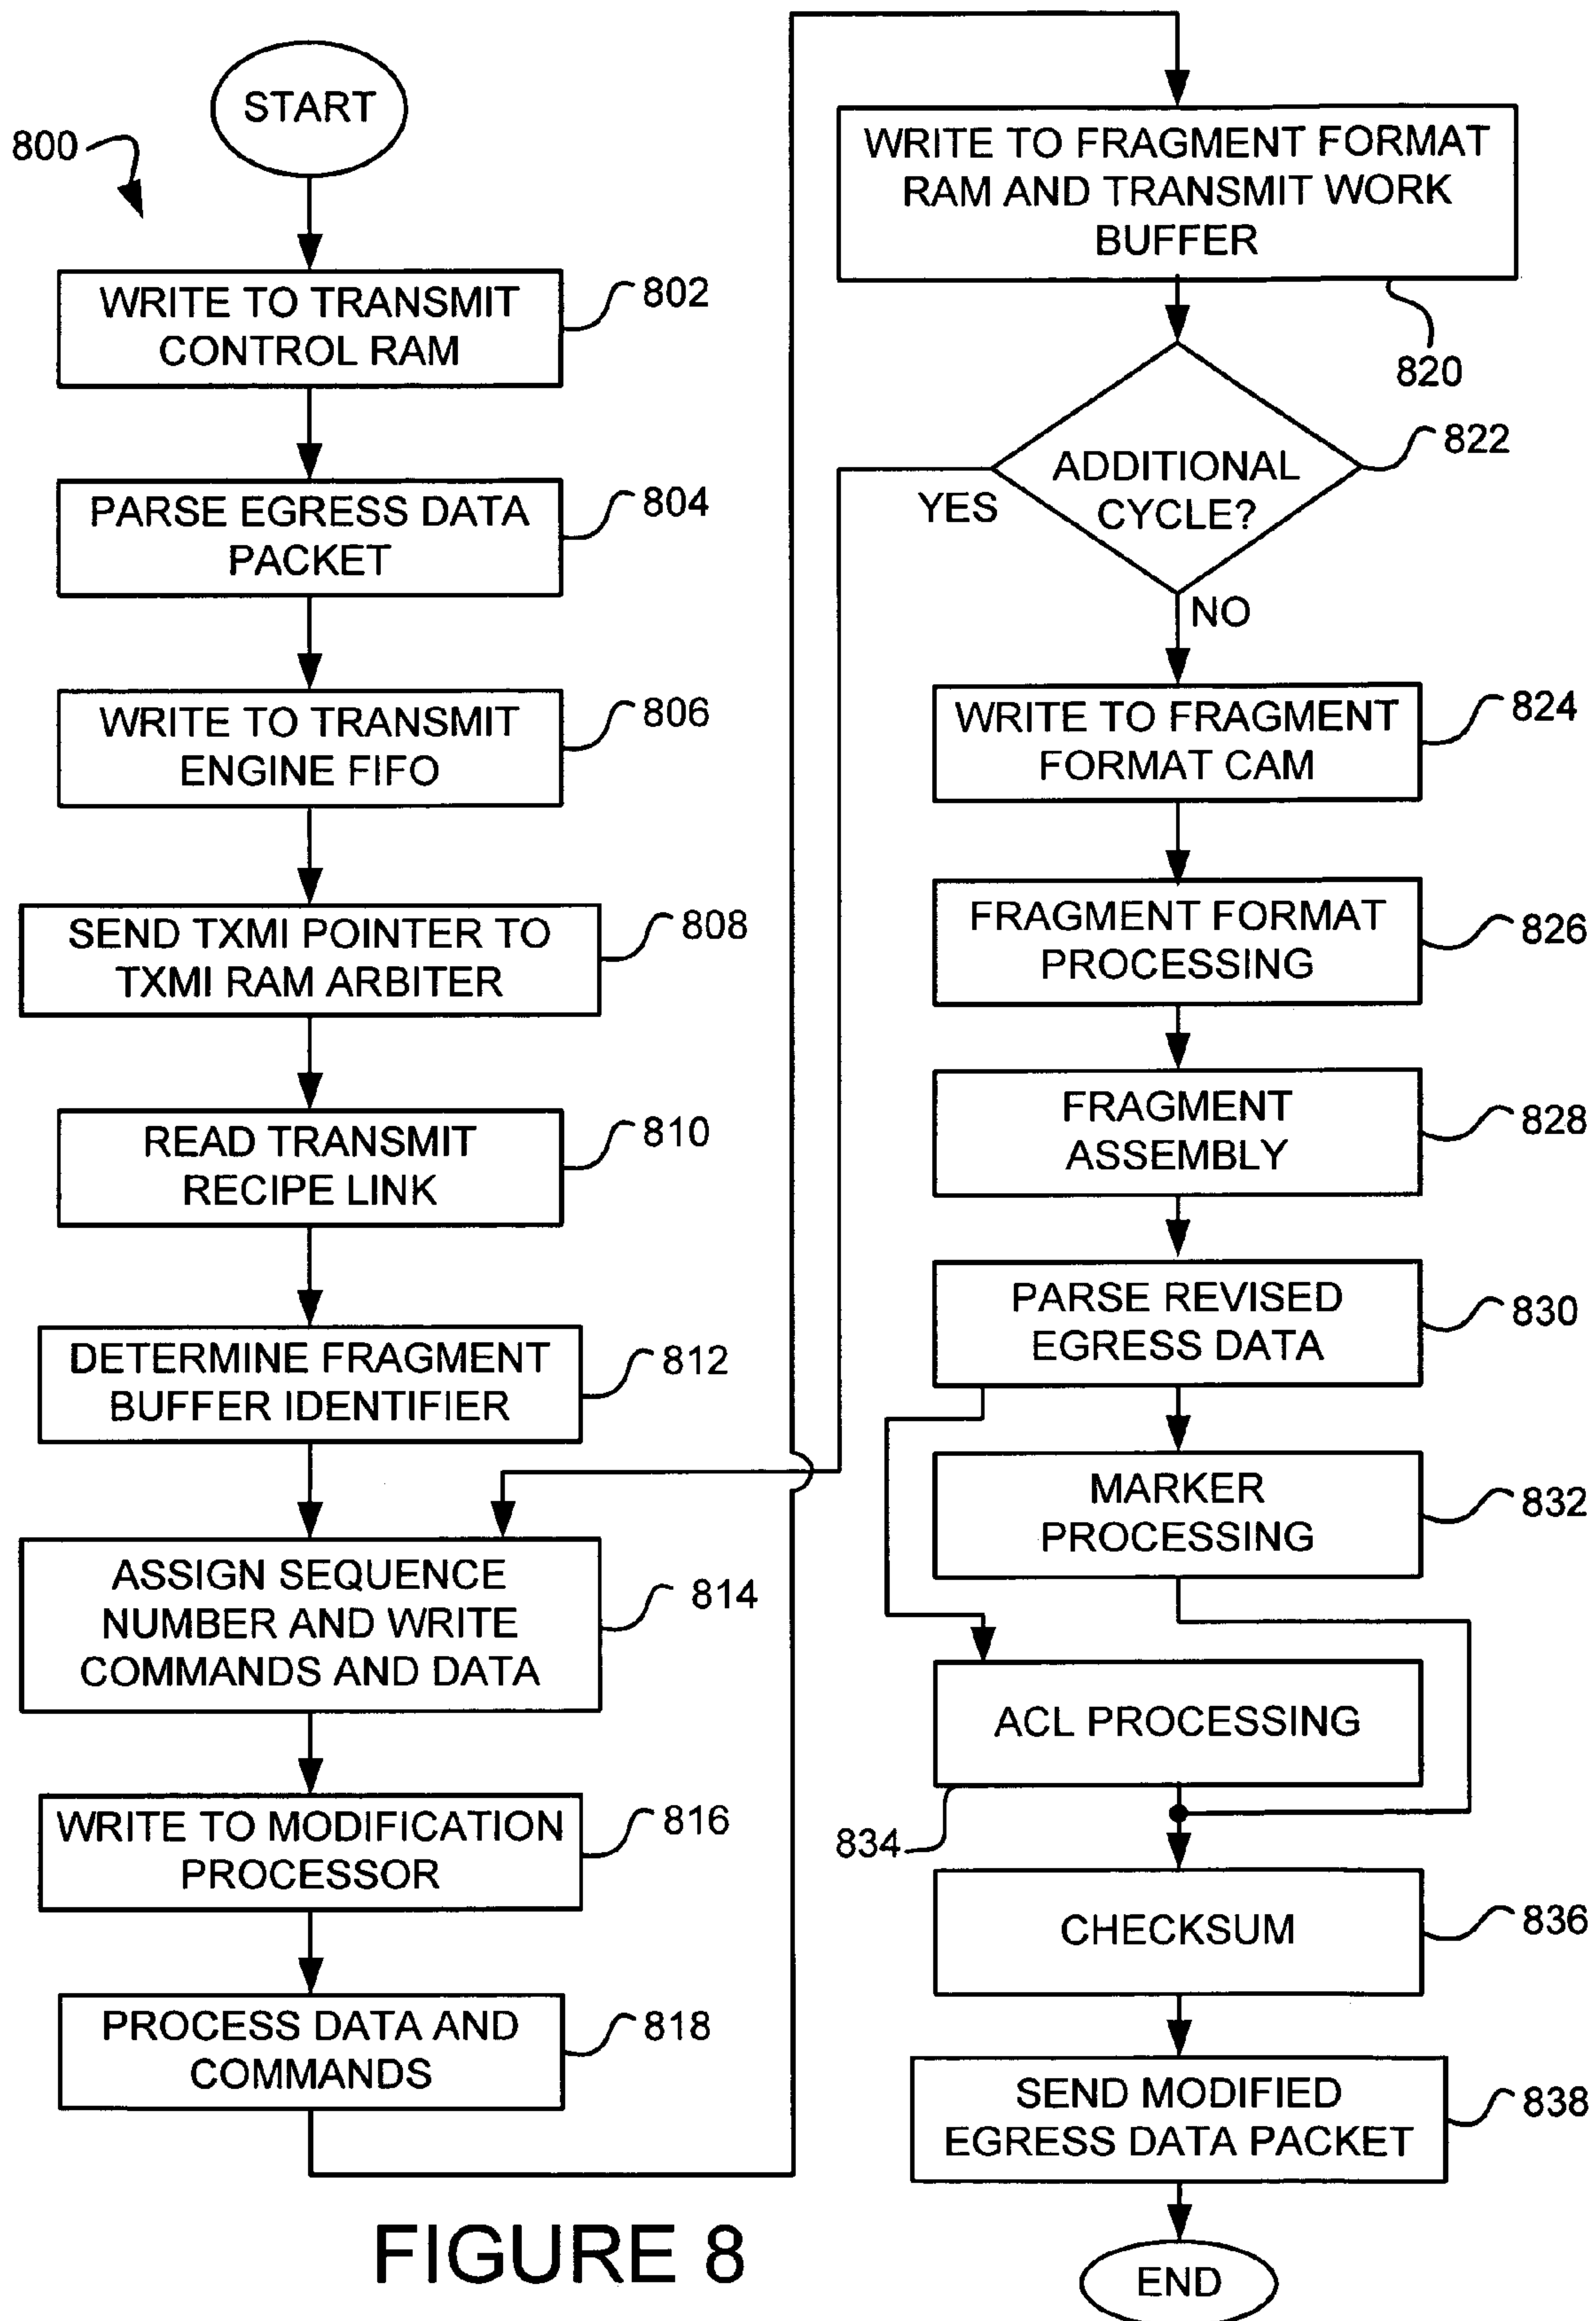 START
800
WRITE TO TRANSMIT
CONTROL RAM
802
PARSE EGRESS DATA
PACKET
804
WRITE TO TRANSMIT
ENGINE FIFO
806
SEND TXMI POINTER TO
TXMI RAM ARBITER
808
READ TRANSMIT
RECIPE LINK
810
DETERMINE FRAGMENT
BUFFER IDENTIFIER
812
ASSIGN SEQUENCE
NUMBER AND WRITE
COMMANDS AND DATA
814
WRITE TO MODIFICATION
PROCESSOR
816
PROCESS DATA AND
COMMANDS
818
WRITE TO FRAGMENT FORMAT
RAM AND TRANSMIT WORK
BUFFER
820
ADDITIONAL
CYCLE?
822
YES
NO
WRITE TO FRAGMENT
FORMAT CAM
824
FRAGMENT FORMAT
PROCESSING
826
FRAGMENT
ASSEMBLY
828
PARSE REVISED
EGRESS DATA
830
MARKER
PROCESSING
832
ACL PROCESSING
834
CHECKSUM
836
SEND MODIFIED
EGRESS DATA PACKET
838
END
FIGURE 8